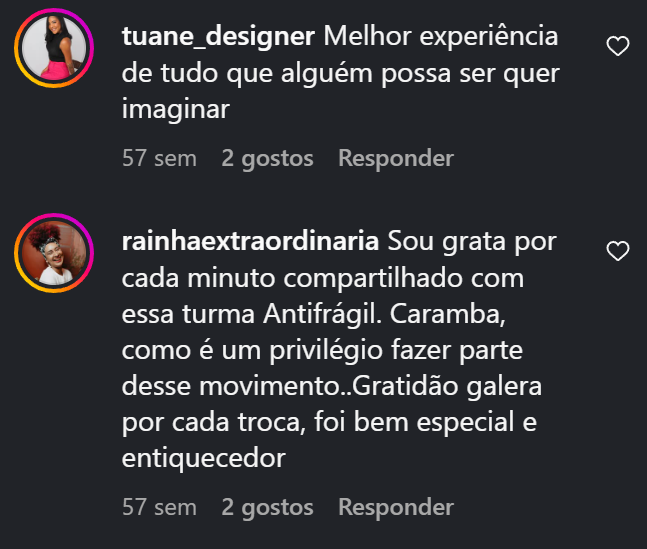 tuane_designer Melhor experiência
de tudo que alguém possa ser quer
imaginar
57 sem 2 gostos Responder
rainhaextraordinaria Sou grata por
cada minuto compartilhado com
essa turma Antifrágil. Caramba,
como é um privilégio fazer parte
desse movimento..Gratidão galera
por cada troca, foi bem especial e
entiquecedor
57 sem 2 gostos Responder